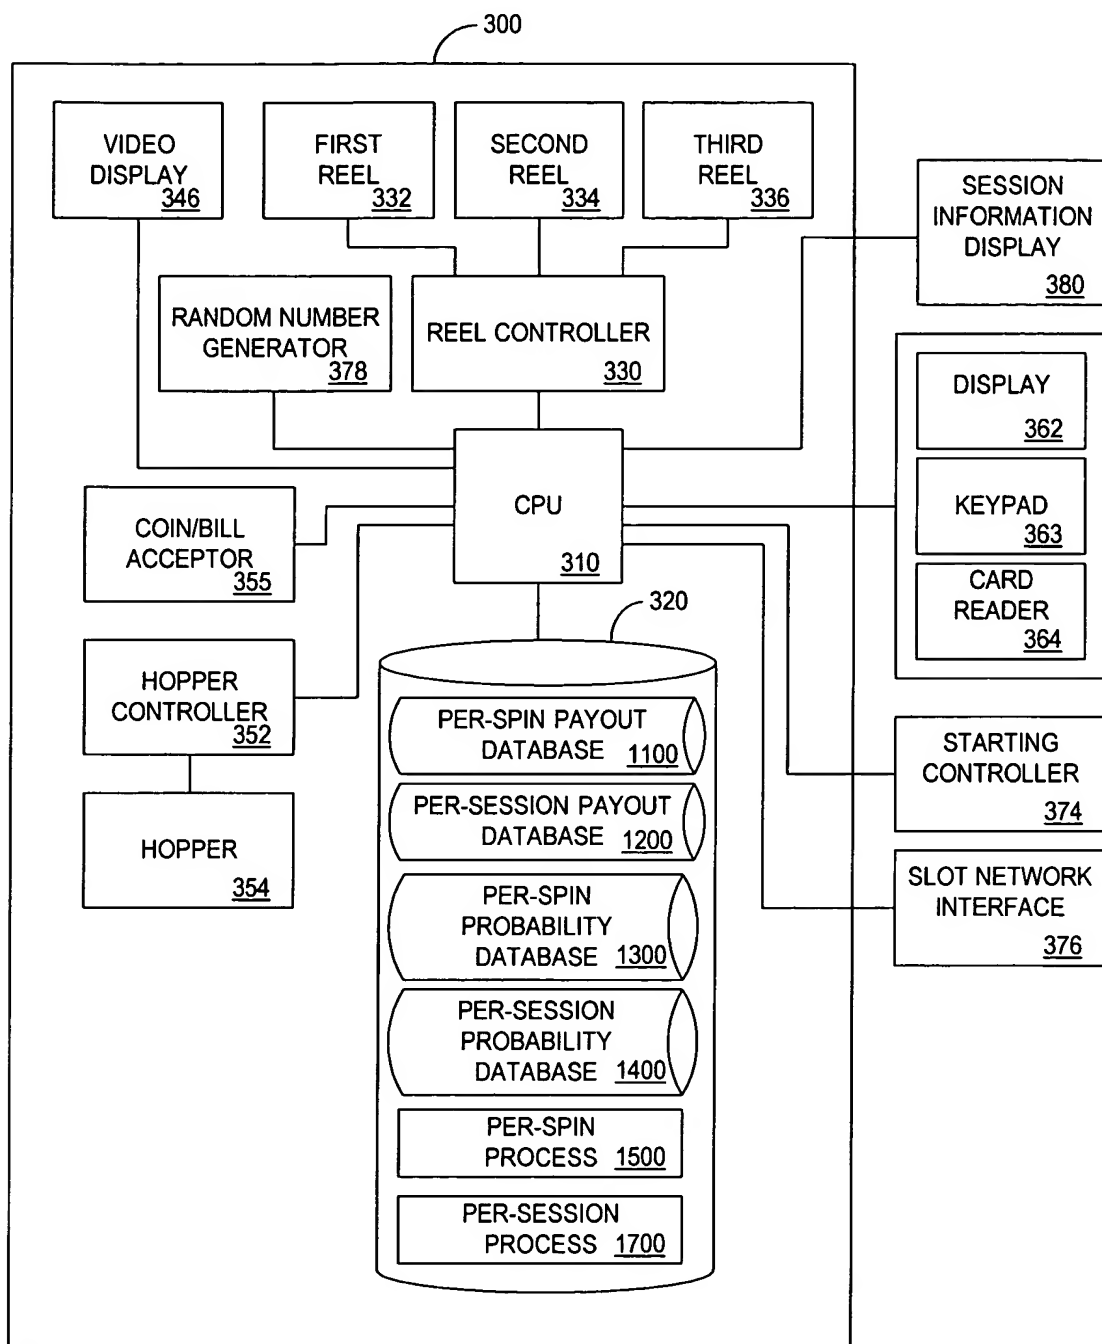 300
VIDEO
DISPLAY
346
FIRST
REEL
332
SECOND
REEL
334
THIRD
REEL
336
SESSION
INFORMATION
DISPLAY
380
RANDOM NUMBER
GENERATOR
378
REEL CONTROLLER
330
DISPLAY
362
KEYPAD
363
CARD
READER
364
CPU
310
COIN/BILL
ACCEPTOR
355
320
HOPPER
CONTROLLER
352
HOPPER
354
PER-SPIN PAYOUT
DATABASE 1100
PER-SESSION PAYOUT
DATABASE 1200
PER-SPIN
PROBABILITY
DATABASE 1300
PER-SESSION
PROBABILITY
DATABASE 1400
PER-SPIN
PROCESS 1500
PER-SESSION
PROCESS 1700
STARTING
CONTROLLER
374
SLOT NETWORK
INTERFACE
376